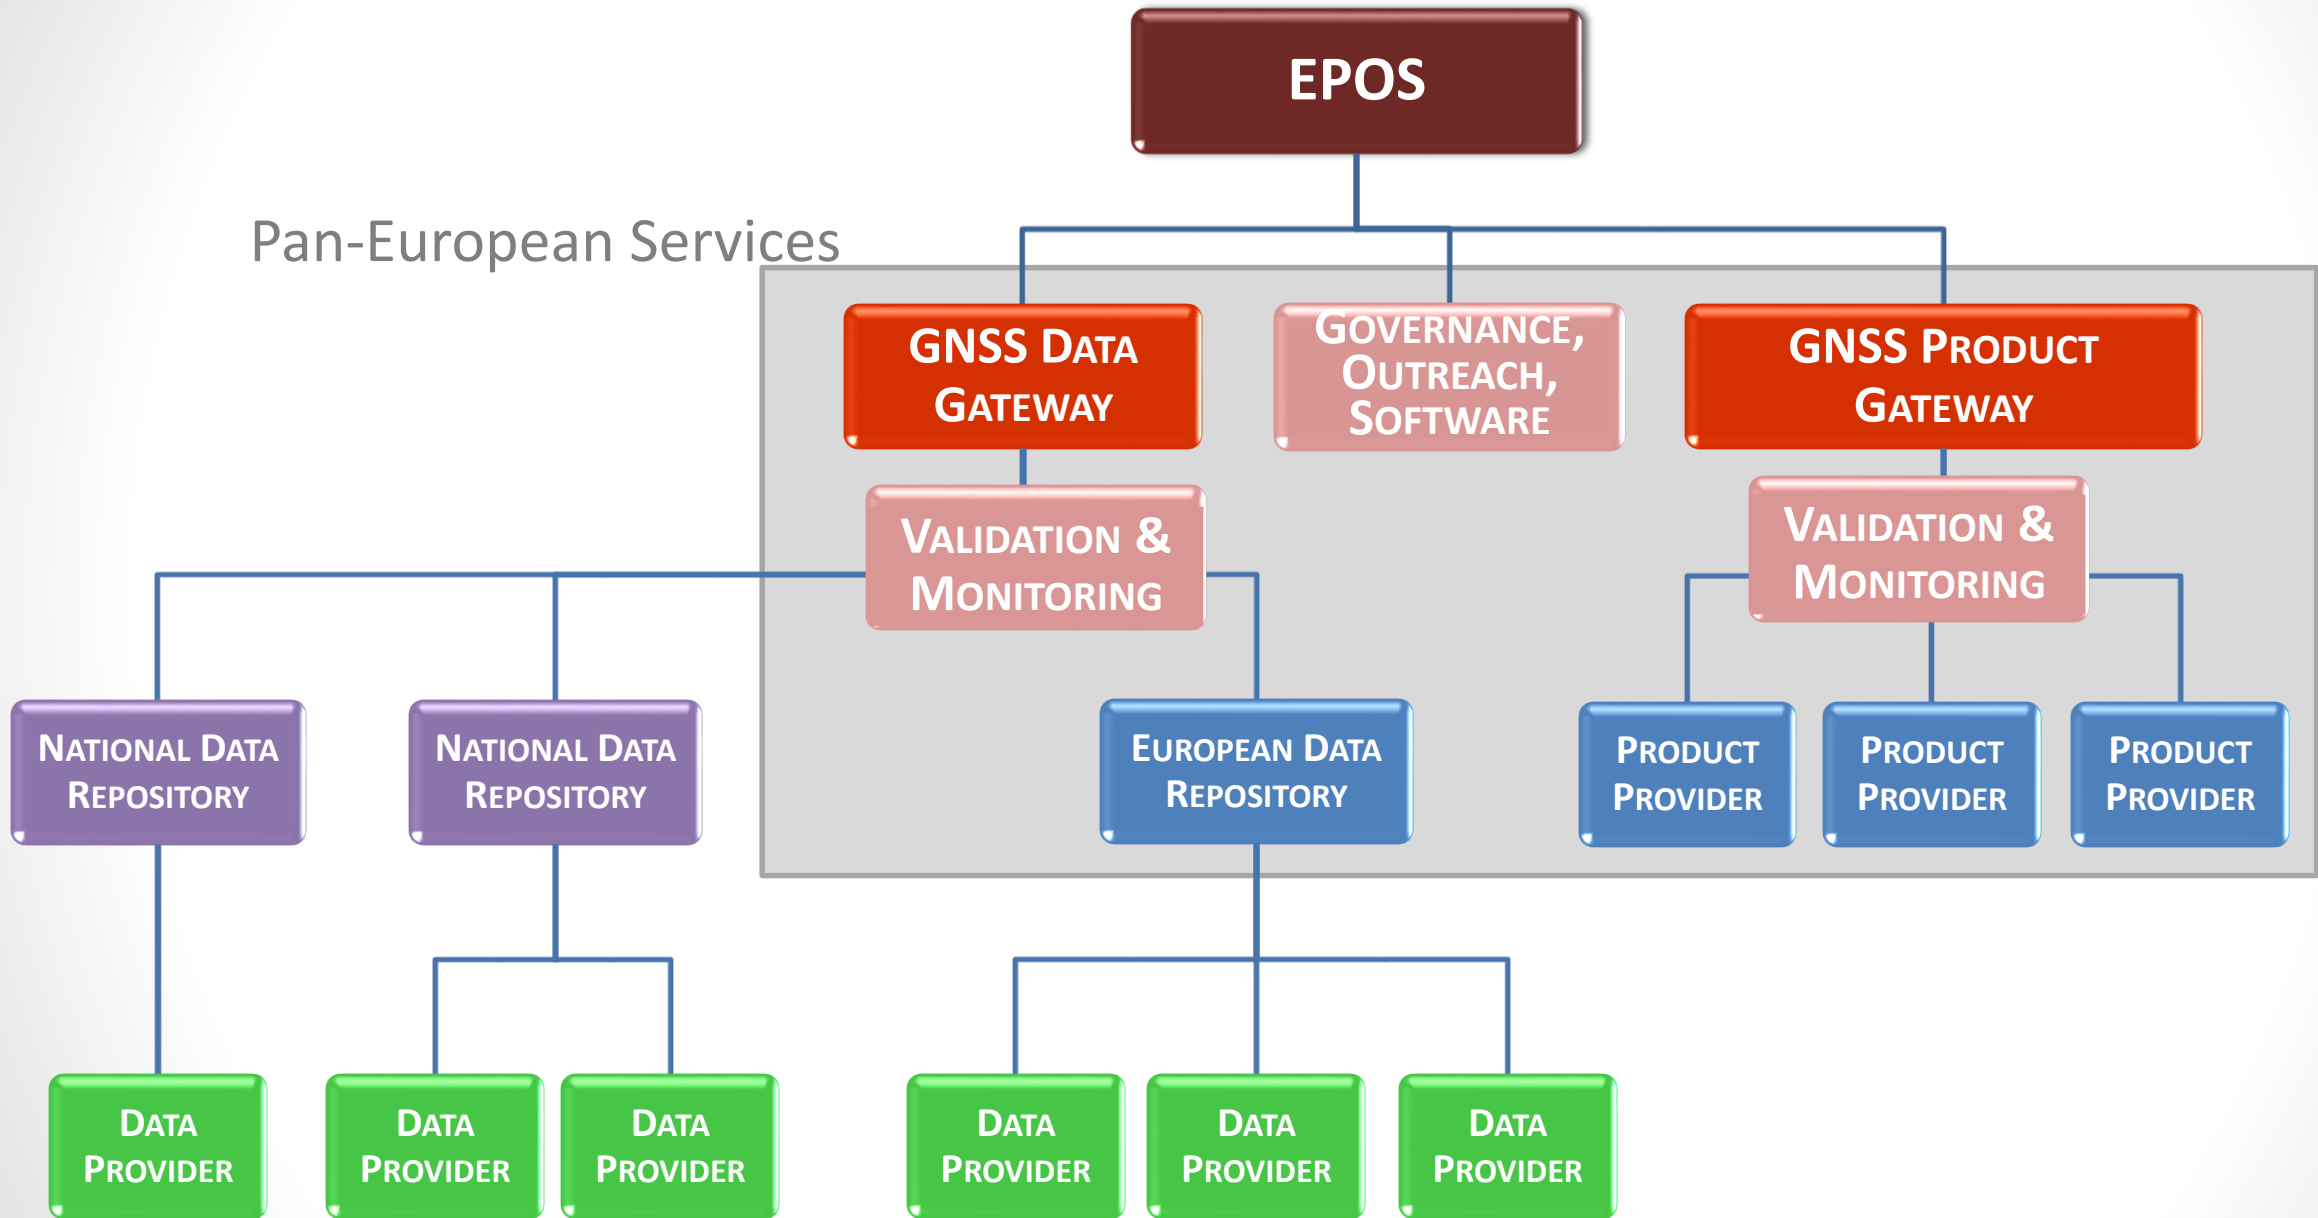 EPOS
Pan-European Services
GNSS DATA
GATEWAY
GOVERNANCE,
OUTREACH,
SOFTWARE
GNSS PRODUCT
GATEWAY
VALIDATION &
MONITORING
VALIDATION &
MONITORING
NATIONAL DATA
REPOSITORY
NATIONAL DATA
REPOSITORY
EUROPEAN DATA
REPOSITORY
PRODUCT
PROVIDER
PRODUCT
PROVIDER
PRODUCT
PROVIDER
DATA
PROVIDER
DATA
PROVIDER
DATA
PROVIDER
DATA
PROVIDER
DATA
PROVIDER
DATA
PROVIDER